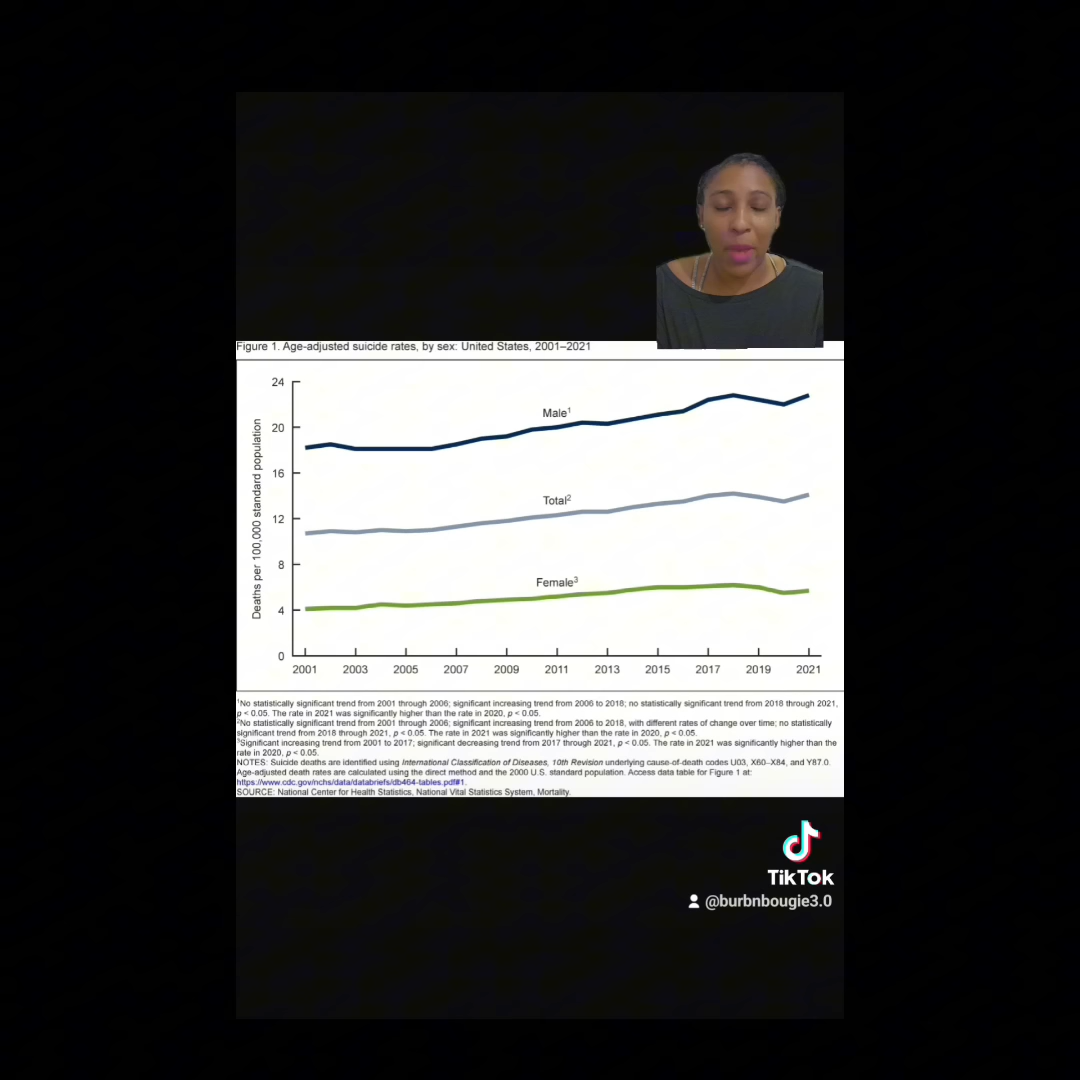 Figure 1. Age-adjusted suicide rates, by sex: United States, 2001–2021
24
20
16
12
8
4
0
Deaths per 100,000 standard population
Male¹
Total²
Female³
2001 2003 2005 2007 2009 2011 2013 2015 2017 2019 2021
¹No statistically significant trend from 2001 through 2006; significant increasing trend from 2006 to 2018; no statistically significant trend from 2018 through 2021,
p < 0.05. The rate in 2021 was significantly higher than the rate in 2020, p < 0.05.
²No statistically significant trend from 2001 through 2006; significant increasing trend from 2006 to 2018, with different rates of change over time; no statistically
significant trend from 2018 through 2021, p < 0.05. The rate in 2021 was significantly higher than the rate in 2020, p < 0.05.
³Significant increasing trend from 2001 to 2017; significant decreasing trend from 2017 through 2021, p < 0.05. The rate in 2021 was significantly higher than the
rate in 2020, p < 0.05.
NOTES: Suicide deaths are identified using International Classification of Diseases, 10th Revision underlying cause-of-death codes U03, X60–X84, and Y87.0.
Age-adjusted death rates are calculated using the direct method and the 2000 U.S. standard population. Access data table for Figure 1 at:
https://www.cdc.gov/nchs/data/databriefs/db464-tables.pdf#1.
SOURCE: National Center for Health Statistics, National Vital Statistics System, Mortality.
TikTok
@burbnbougie3.0